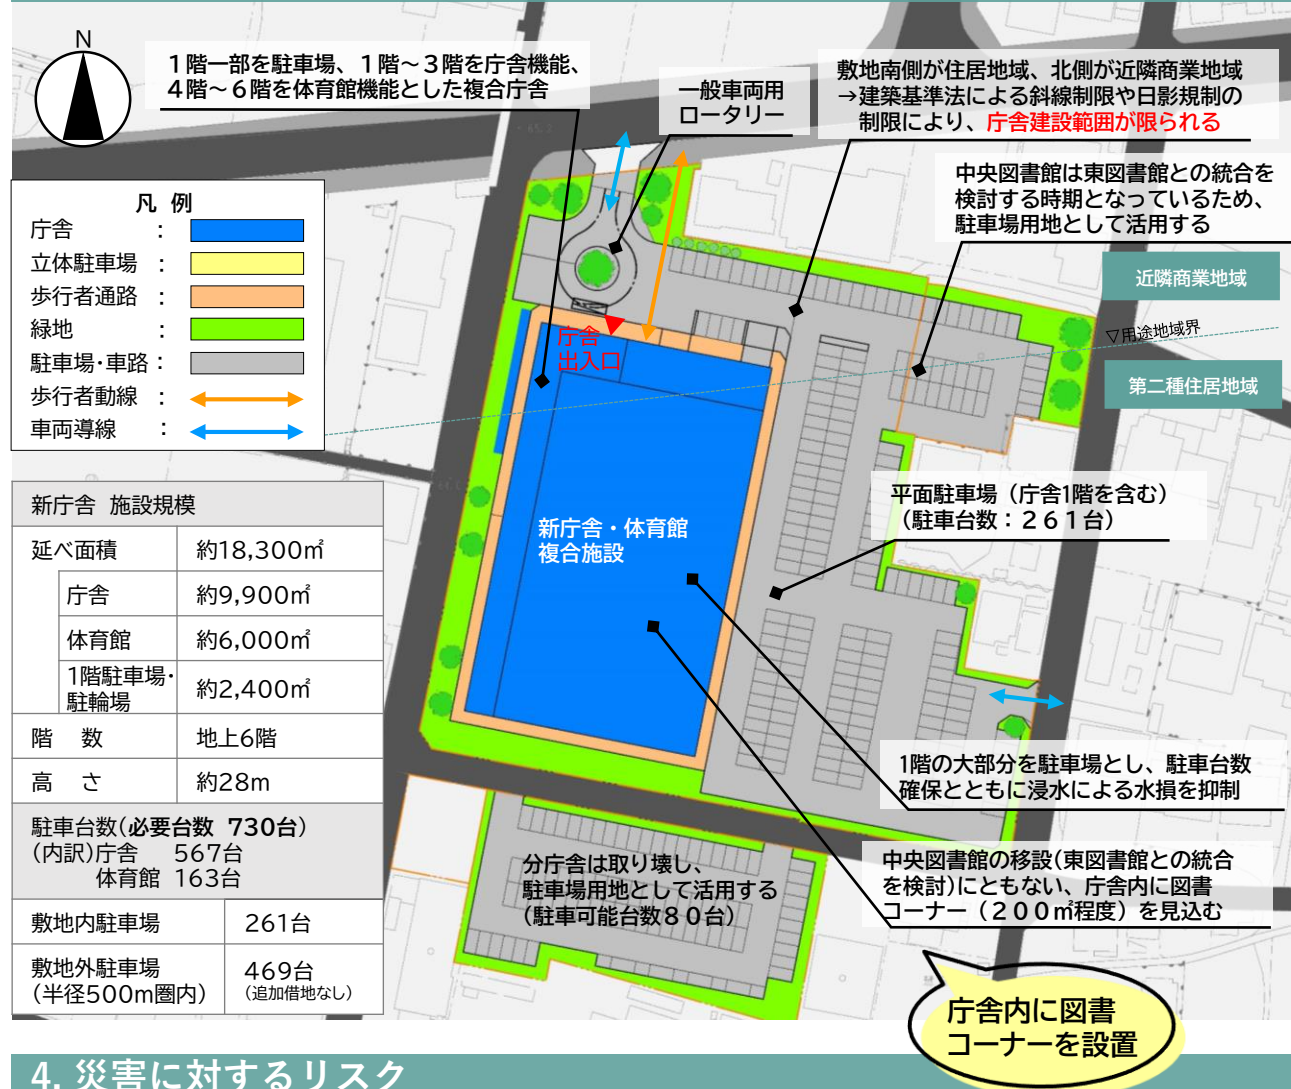 N
1階一部を駐車場、1階～3階を庁舎機能、
4階～6階を体育館機能とした複合庁舎
一般車両用
ロータリー
敷地南側が住居地域、北側が近隣商業地域
→建築基準法による斜線制限や日影規制の
制限により、庁舎建設範囲が限られる
中央図書館は東図書館との統合を
検討する時期となっているため、
駐車場用地として活用する
近隣商業地域
▽用途地域界
第二種住居地域
凡 例
庁舎 :
立体駐車場 :
歩行者通路 :
緑地 :
駐車場・車路 :
歩行者動線 :
車両導線 :
庁舎
出入口
新庁舎・体育館
複合施設
平面駐車場（庁舎1階を含む）
（駐車台数：261台）
新庁舎 施設規模
延べ面積 約18,300㎡
庁舎 約9,900㎡
体育館 約6,000㎡
1階駐車場・
駐輪場 約2,400㎡
階 数 地上6階
高 さ 約28m
駐車台数(必要台数 730台)
(内訳)庁舎 567台
体育館 163台
敷地内駐車場 261台
敷地外駐車場 469台
(半径500m圏内) (追加借地なし)
1階の大部分を駐車場とし、駐車台数
確保とともに浸水による水損を抑制
分庁舎は取り壊し、
駐車場用地として活用する
（駐車可能台数８０台）
中央図書館の移設(東図書館との統合
を検討)にともない、庁舎内に図書
コーナー（２００㎡程度）を見込む
庁舎内に図書
コーナーを設置
4. 災害に対するリスク